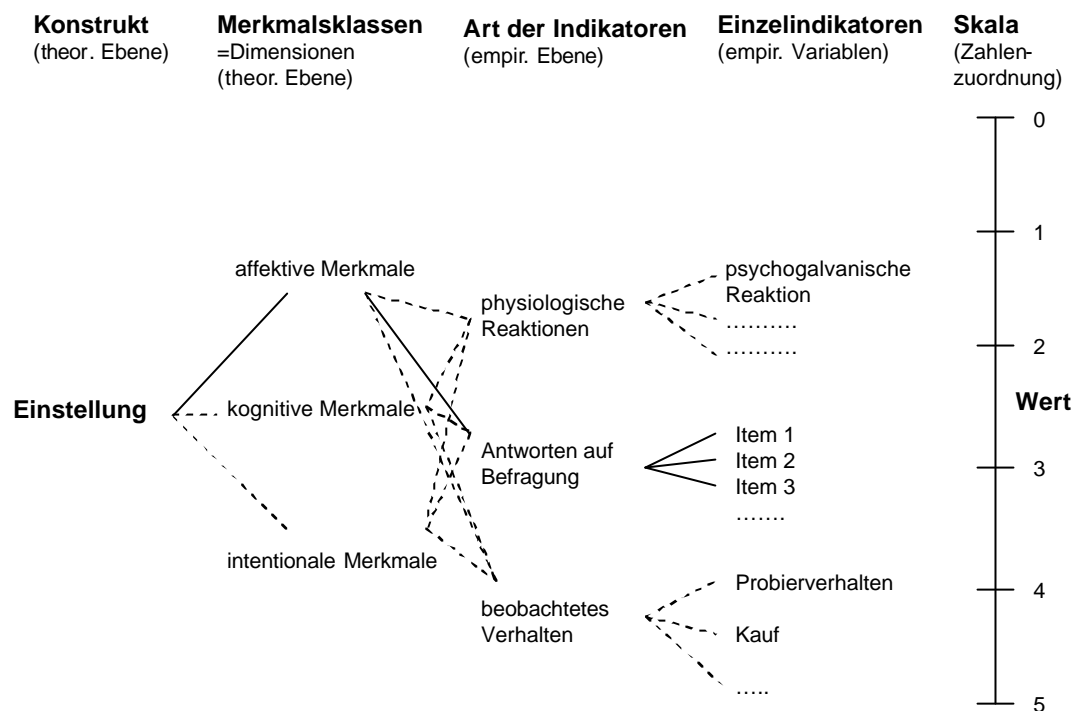 Konstrukt
(theor. Ebene)
Merkmalsklassen
=Dimensionen
(theor. Ebene)
Art der Indikatoren
(empir. Ebene)
Einzelindikatoren
(empir. Variablen)
Skala
(Zahlen-
zuordnung)
Einstellung
affektive Merkmale
kognitive Merkmale
intentionale Merkmale
physiologische
Reaktionen
Antworten auf
Befragung
beobachtetes
Verhalten
psychogalvanische
Reaktion
..........
..........
Item 1
Item 2
Item 3
.......
Probierverhalten
Kauf
.....
0
1
2
Wert
3
4
5